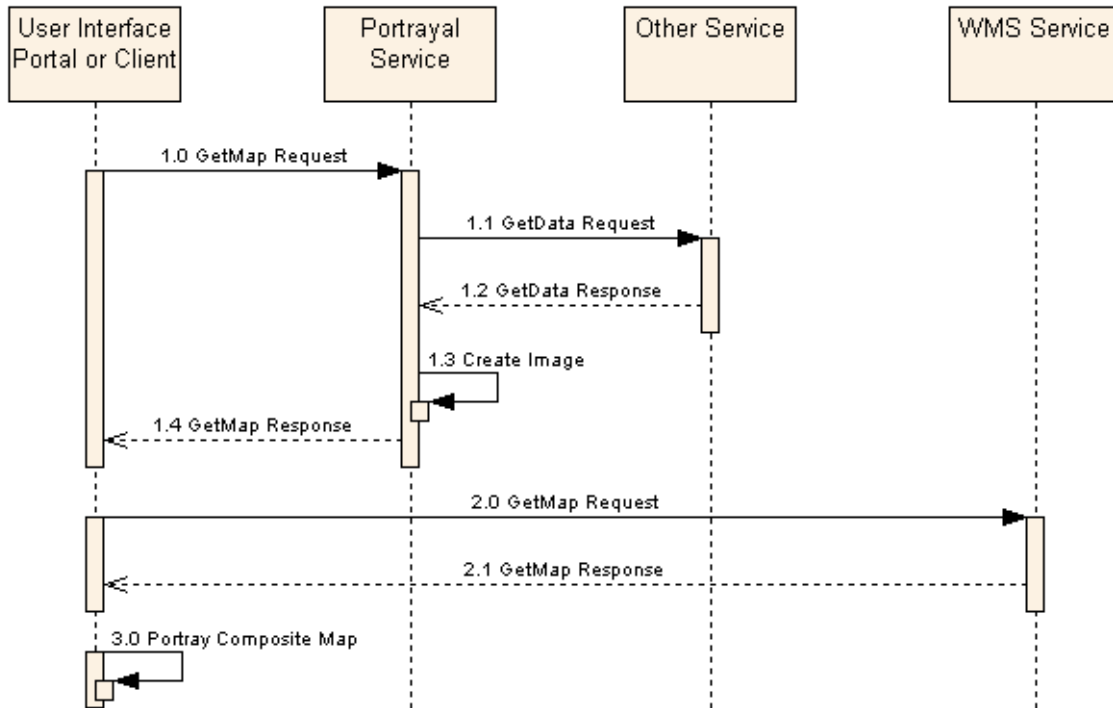 User Interface
Portal or Client
Portrayal
Service
Other Service
WMS Service
1.0 GetMap Request
1.1 GetData Request
1.2 GetData Response
1.3 Create Image
1.4 GetMap Response
2.0 GetMap Request
2.1 GetMap Response
3.0 Portray Composite Map